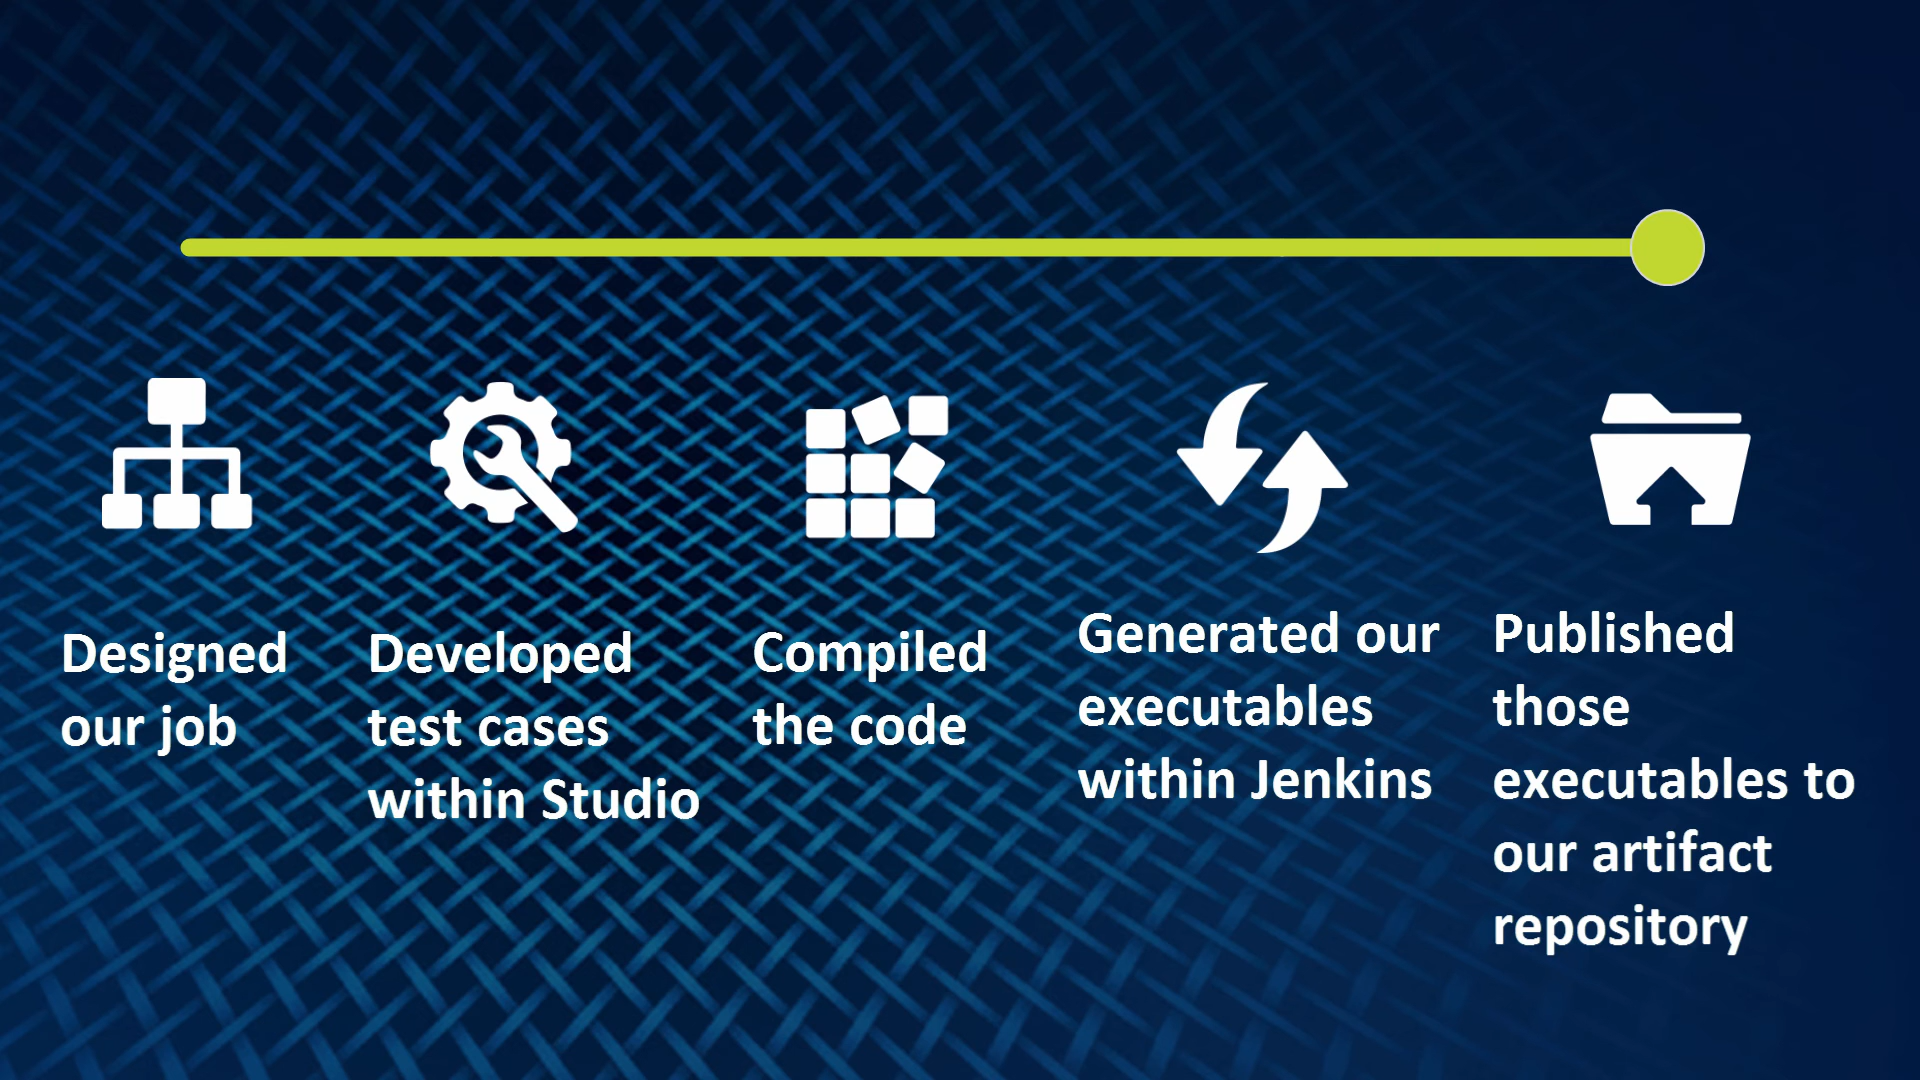 Designed
our job
Developed
test cases
within Studio
Compiled
the code
Generated our
executables
within Jenkins
Published
those
executables to
our artifact
repository